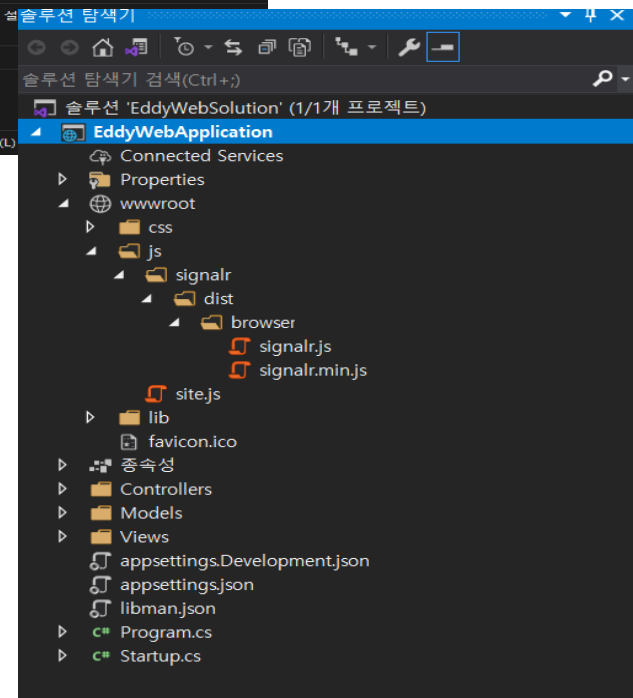 설
솔루션 탐색기
솔루션 탐색기 검색(Ctrl+;)
솔루션 'EddyWebSolution' (1/1개 프로젝트)
(L)
EddyWebApplication
Connected Services
Properties
wwwroot
css
js
signalr
dist
browser
signalr.js
signalr.min.js
site.js
lib
favicon.ico
종속성
Controllers
Models
Views
appsettings.Development.json
appsettings.json
libman.json
C# Program.cs
C# Startup.cs